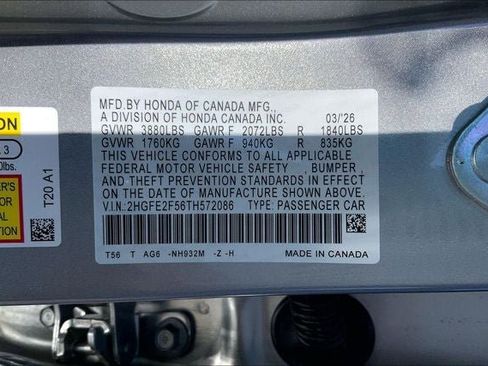 MFD.BY HONDA OF CANADA MFG.,
A DIVISION OF HONDA CANADA INC. 03/'26
GVWR 3880LBS GAWR F 2072LBS R 1840LBS
GVWR 1760KG GAWR F 940KG R 835KG
THIS VEHICLE CONFORMS TO ALL APPLICABLE
FEDERAL MOTOR VEHICLE SAFETY , BUMPER ,
AND THEFT PREVENTION STANDARDS IN EFFECT
ON THE DATE OF MANUFACTURE SHOWN ABOVE.
V.I.N: 2HGFE2F56TH572086 TYPE: PASSENGER CAR
T56 T AG6 -NH932M -Z -H MADE IN CANADA
ION
. 3
0lbs.
T20 A1